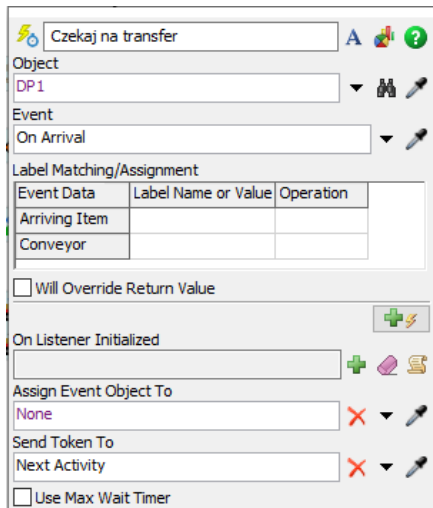 Czekaj na transfer
A
?
Object
DP1
Event
On Arrival
Label Matching/Assignment
Event Data Label Name or Value Operation
Arriving Item
Conveyor
Will Override Return Value
On Listener Initialized
Assign Event Object To
None
Send Token To
Next Activity
Use Max Wait Timer